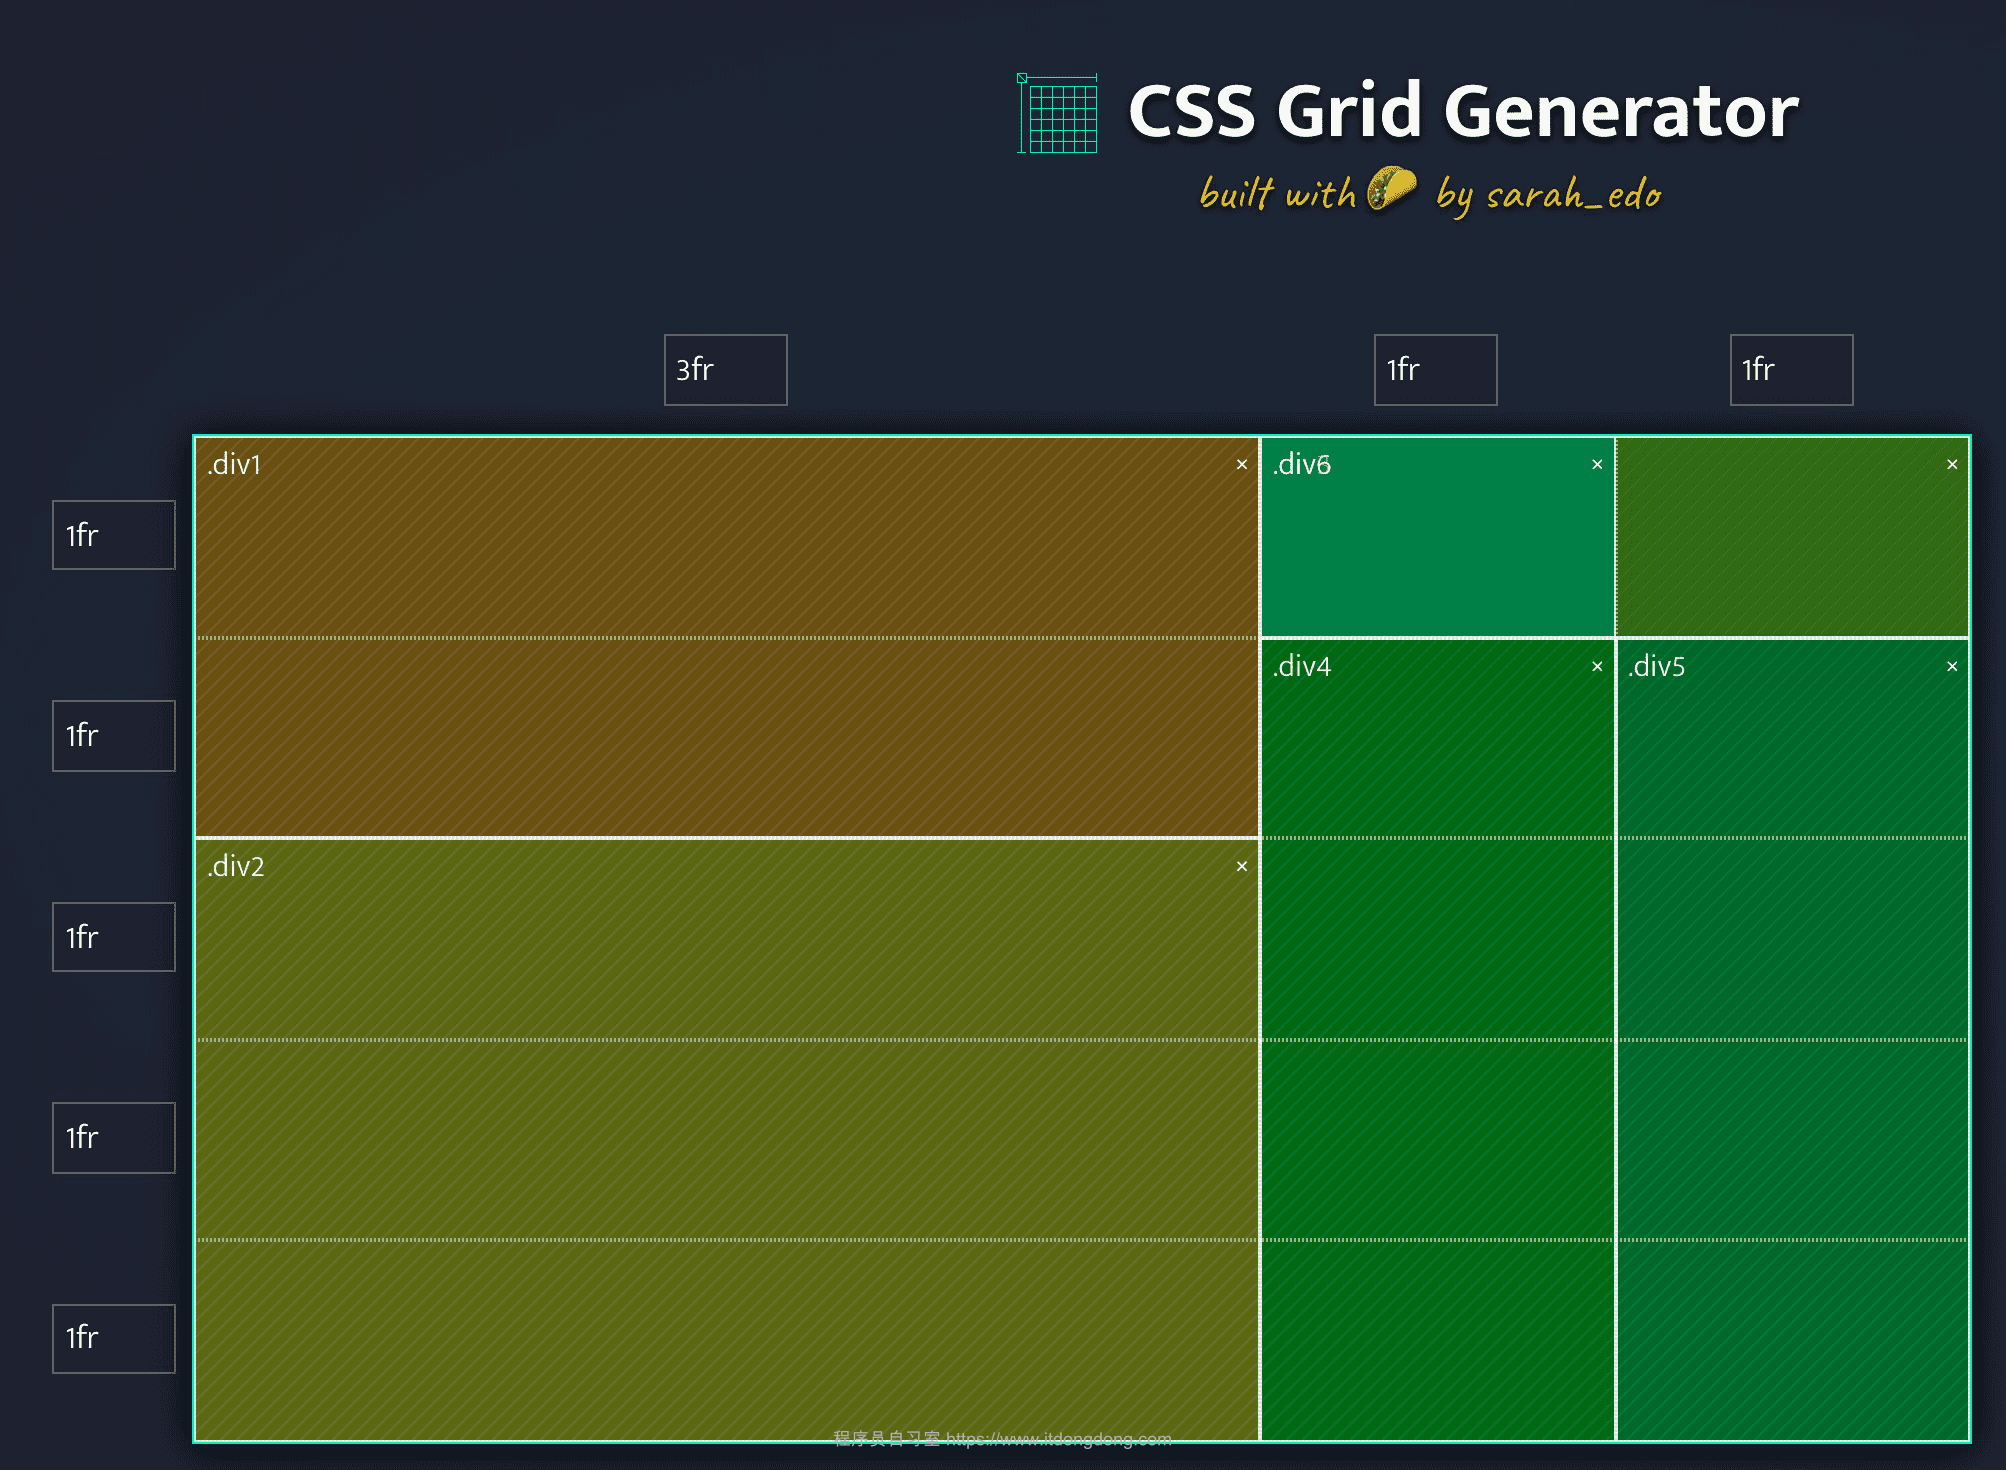 CSS Grid Generator
built with by sarah_edo
3fr 1fr 1fr
.div1 × .div6 × ×
1fr
.div4 × .div5 ×
1fr
.div2 ×
1fr
1fr
1fr
程序员自习室 https://www.itdongdong.com